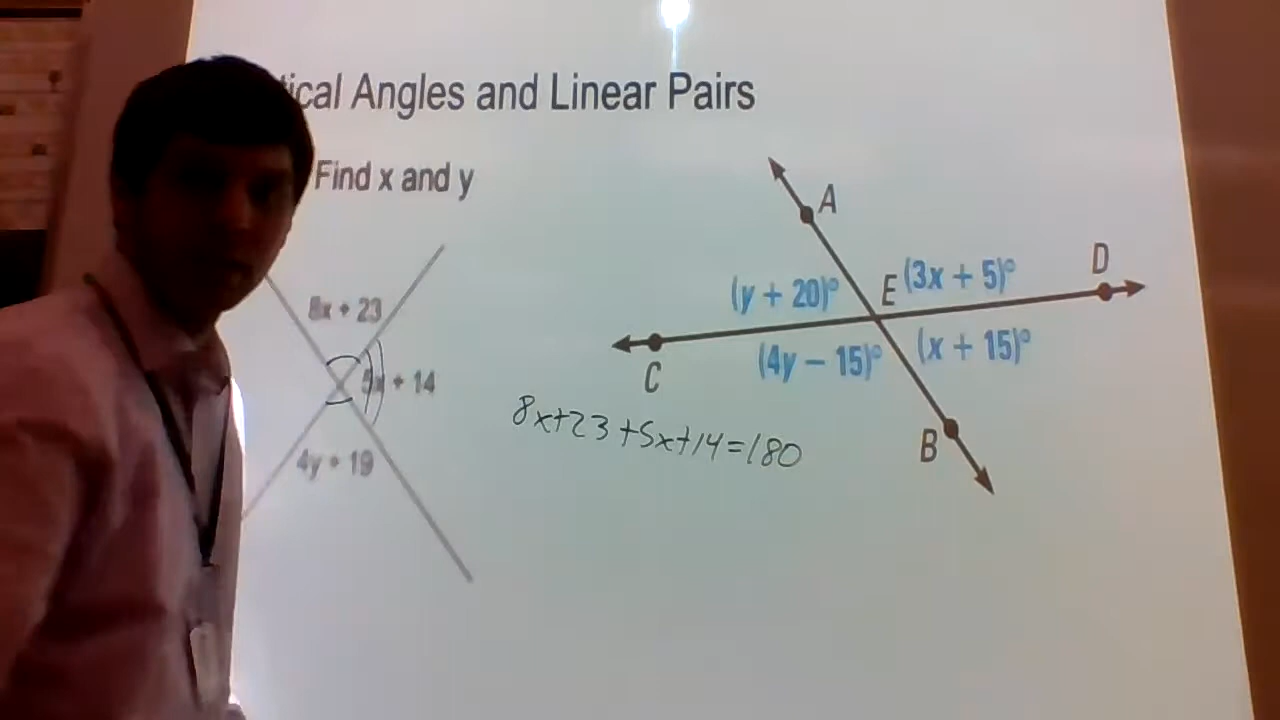 ical Angles and Linear Pairs
Find x and y
8x + 23
5x + 14
4y + 19
8x+23+5x+14=180
A
(y + 20)°
E
(3x + 5)°
D
C
(4y – 15)°
(x + 15)°
B